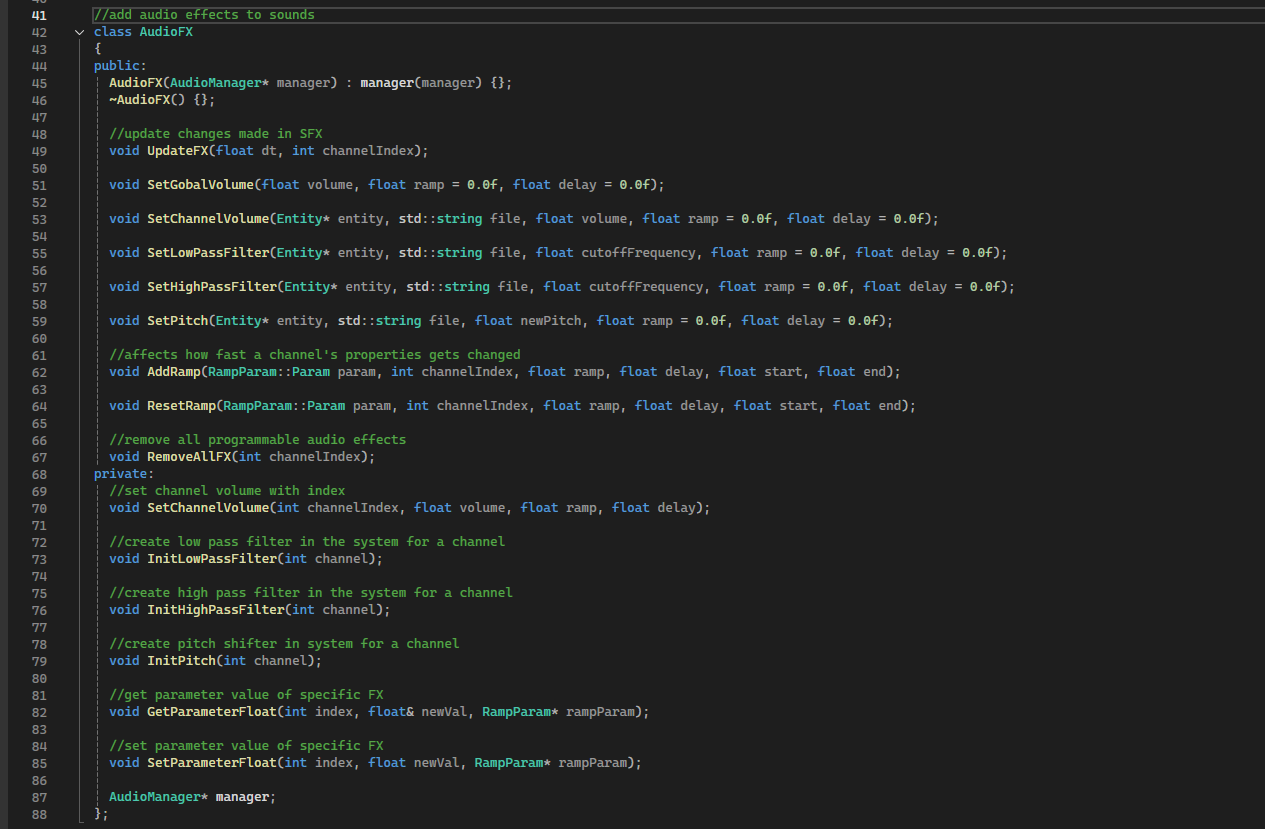 41 //add audio effects to sounds
42 class AudioFX
43 {
44 public:
45 AudioFX(AudioManager* manager) : manager(manager) {};
46 ~AudioFX() {};
47
48 //update changes made in SFX
49 void UpdateFX(float dt, int channelIndex);
50
51 void SetGobalVolume(float volume, float ramp = 0.0f, float delay = 0.0f);
52
53 void SetChannelVolume(Entity* entity, std::string file, float volume, float ramp = 0.0f, float delay = 0.0f);
54
55 void SetLowPassFilter(Entity* entity, std::string file, float cutoffFrequency, float ramp = 0.0f, float delay = 0.0f);
56
57 void SetHighPassFilter(Entity* entity, std::string file, float cutoffFrequency, float ramp = 0.0f, float delay = 0.0f);
58
59 void SetPitch(Entity* entity, std::string file, float newPitch, float ramp = 0.0f, float delay = 0.0f);
60
61 //affects how fast a channel's properties gets changed
62 void AddRamp(RampParam::Param param, int channelIndex, float ramp, float delay, float start, float end);
63
64 void ResetRamp(RampParam::Param param, int channelIndex, float ramp, float delay, float start, float end);
65
66 //remove all programmable audio effects
67 void RemoveAllFX(int channelIndex);
68 private:
69 //set channel volume with index
70 void SetChannelVolume(int channelIndex, float volume, float ramp, float delay);
71
72 //create low pass filter in the system for a channel
73 void InitLowPassFilter(int channel);
74
75 //create high pass filter in the system for a channel
76 void InitHighPassFilter(int channel);
77
78 //create pitch shifter in system for a channel
79 void InitPitch(int channel);
80
81 //get parameter value of specific FX
82 void GetParameterFloat(int index, float& newVal, RampParam* rampParam);
83
84 //set parameter value of specific FX
85 void SetParameterFloat(int index, float newVal, RampParam* rampParam);
86
87 AudioManager* manager;
88 };